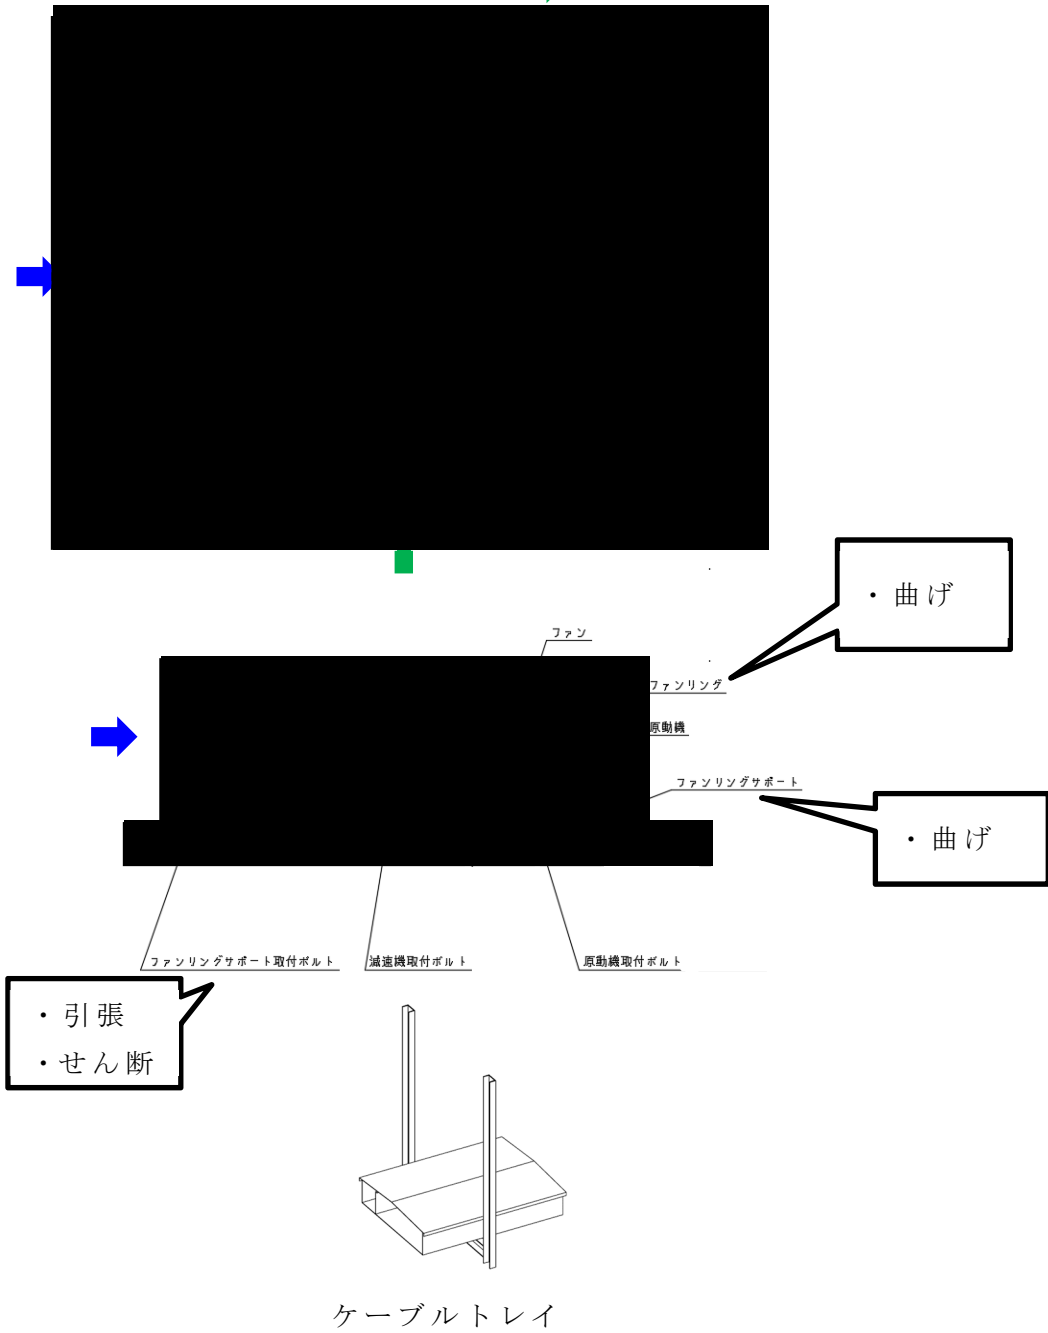 ・曲げ
ファン
ファンリング
原動機
ファンリングサポート
・曲げ
ファンリングサポート取付ボルト
減速機取付ボルト
原動機取付ボルト
・引張
・せん断
ケーブルトレイ